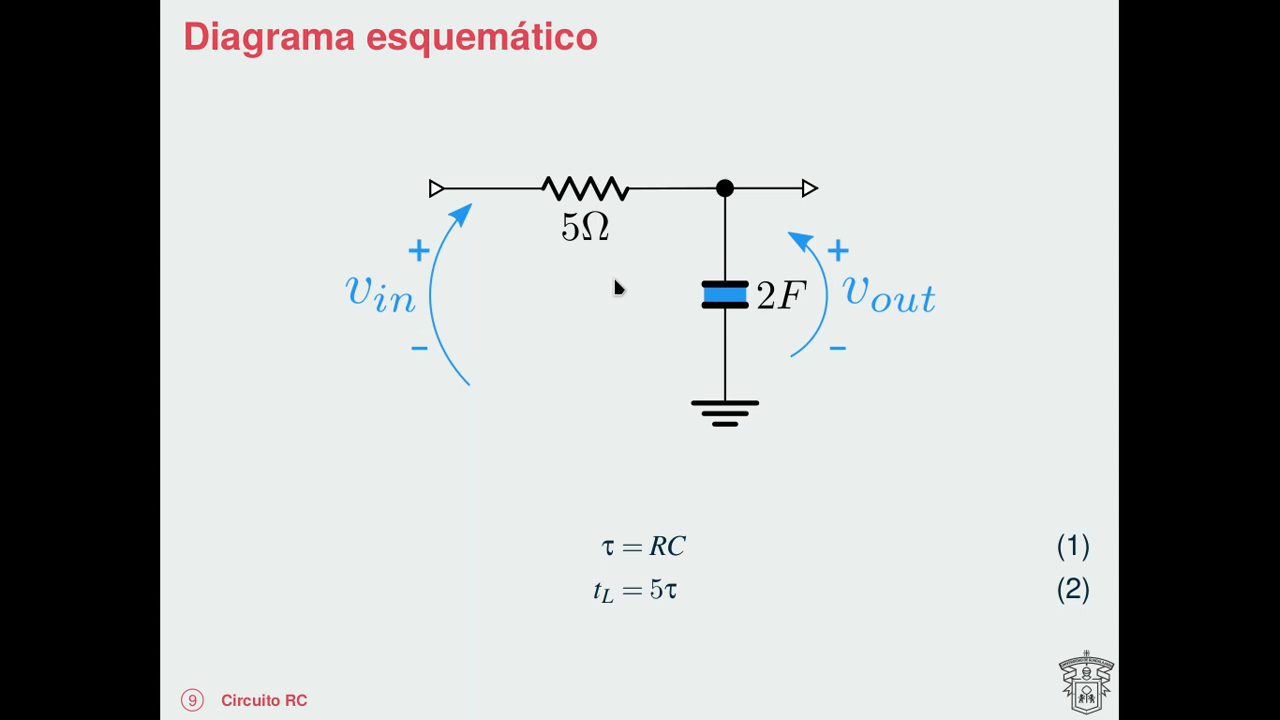 Diagrama esquemático
5Ω
+ +
v_in 2F v_out
− −
τ = RC (1)
t_L = 5τ (2)
9 Circuito RC